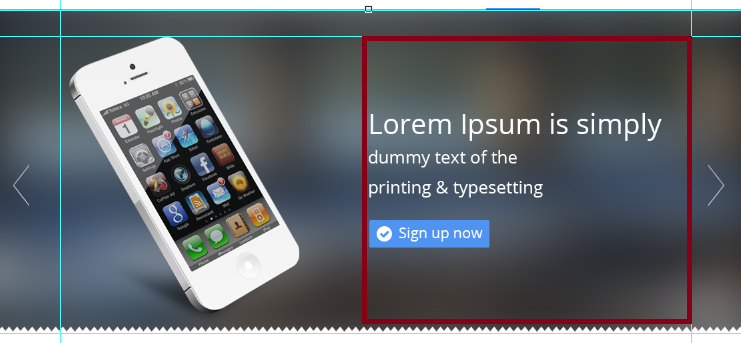 Lorem Ipsum is simply
dummy text of the
printing & typesetting
Sign up now